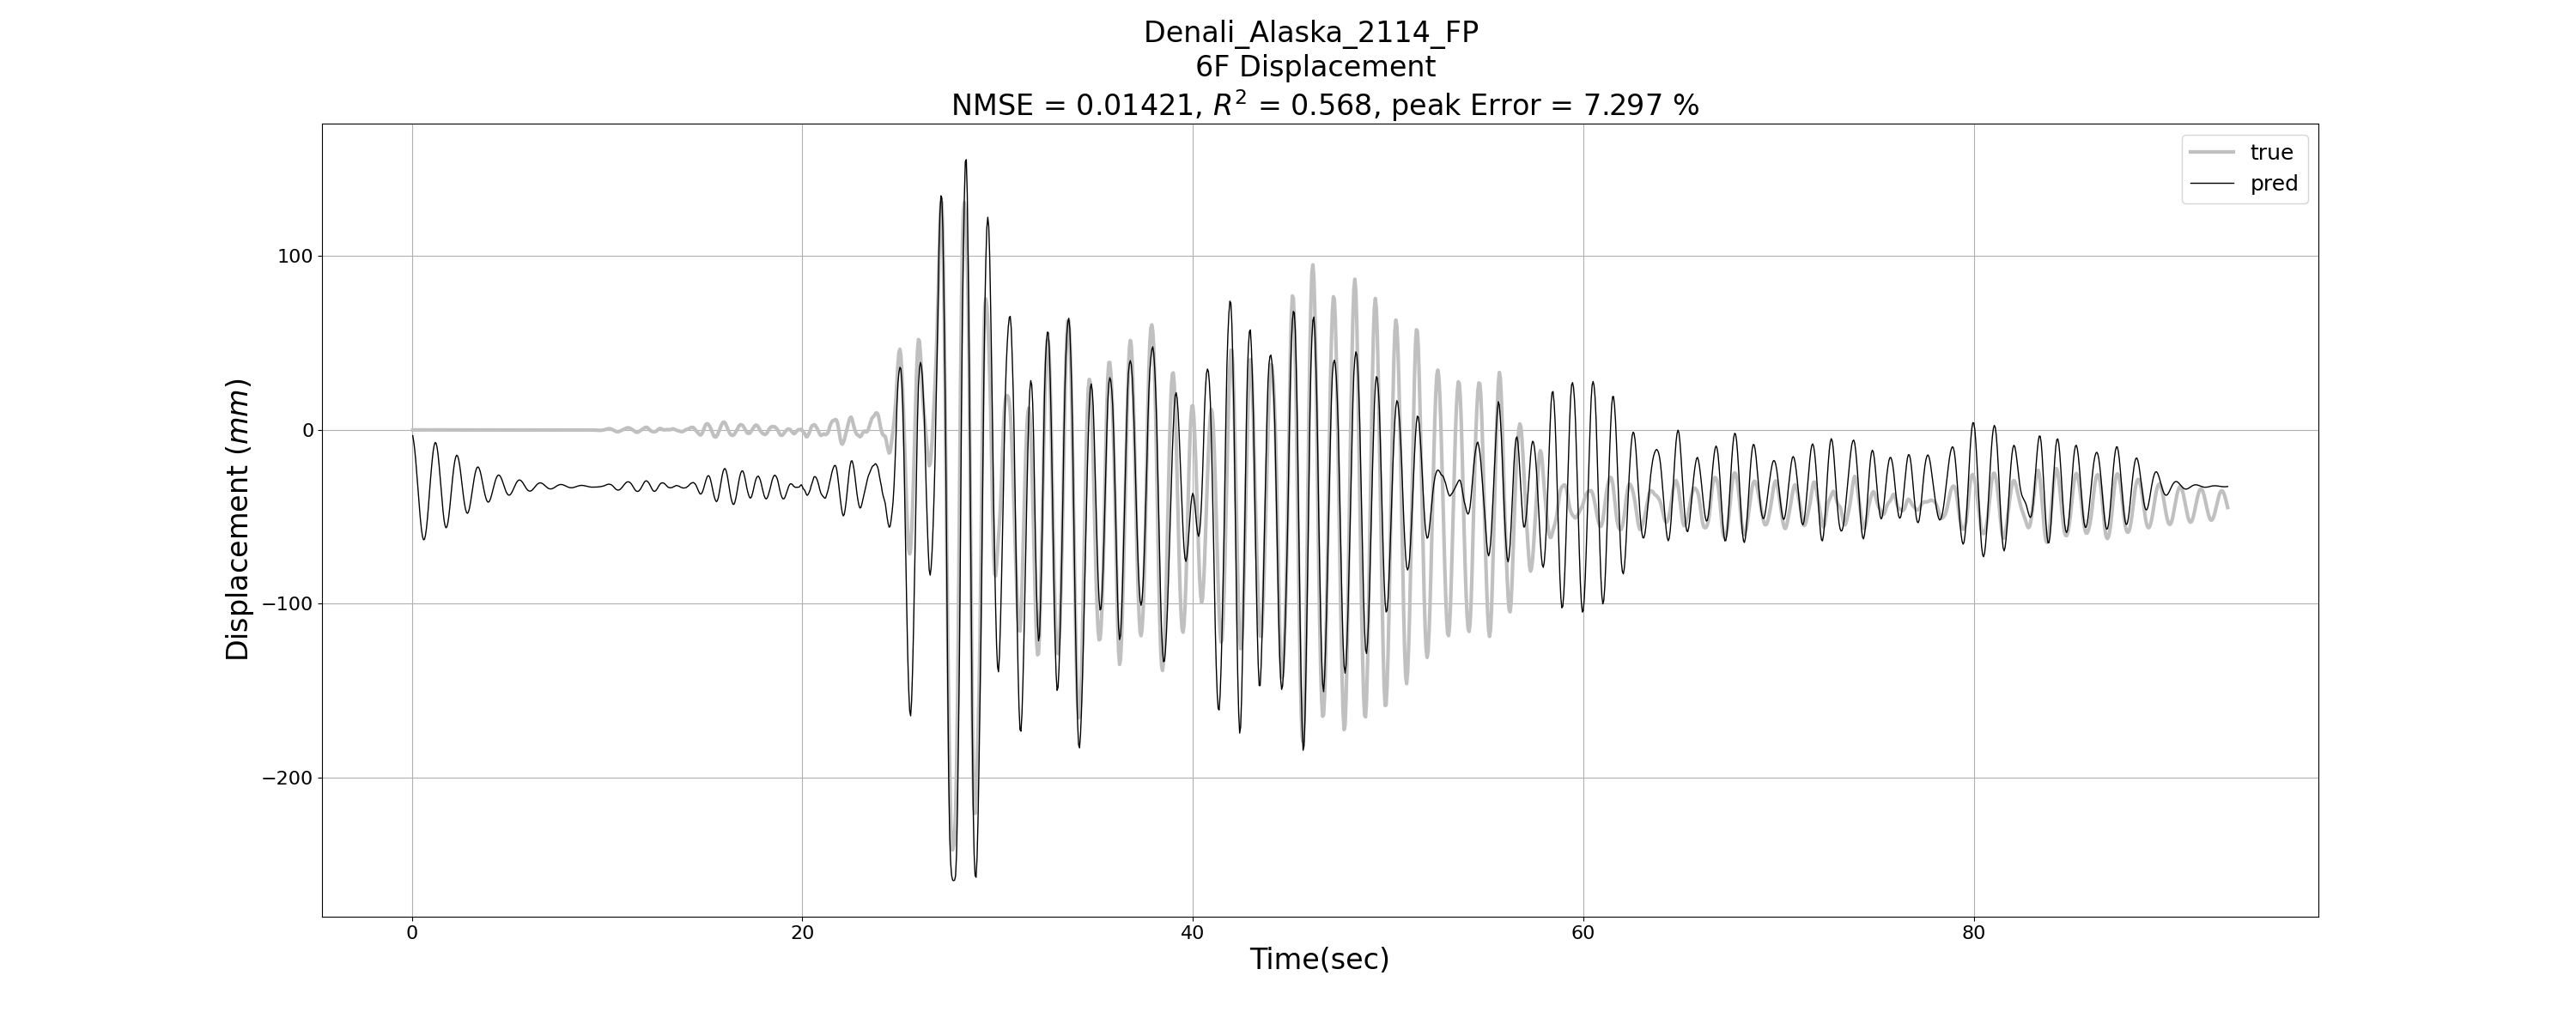 Denali_Alaska_2114_FP
6F Displacement
NMSE = 0.01421, R² = 0.568, peak Error = 7.297 %
true
pred
Displacement (mm)
100
0
−100
−200
0
20
40
60
80
Time(sec)